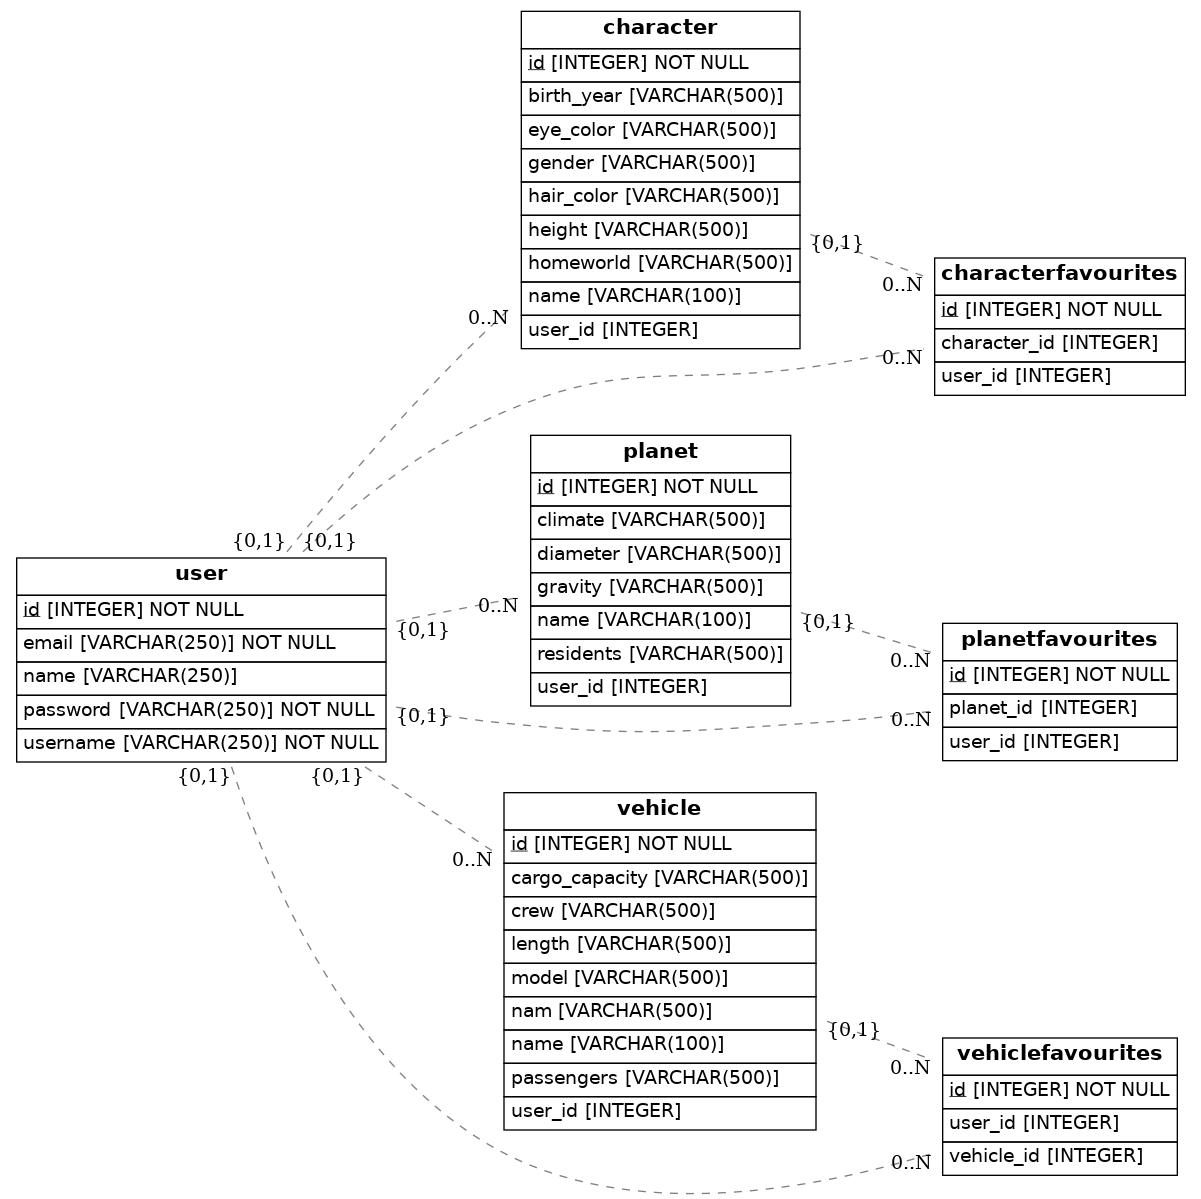 character
id [INTEGER] NOT NULL
birth_year [VARCHAR(500)]
eye_color [VARCHAR(500)]
gender [VARCHAR(500)]
hair_color [VARCHAR(500)]
height [VARCHAR(500)]
homeworld [VARCHAR(500)]
name [VARCHAR(100)]
user_id [INTEGER]
{0,1}
0..N
0..N
0..N
characterfavourites
id [INTEGER] NOT NULL
character_id [INTEGER]
user_id [INTEGER]
planet
id [INTEGER] NOT NULL
climate [VARCHAR(500)]
diameter [VARCHAR(500)]
gravity [VARCHAR(500)]
name [VARCHAR(100)]
residents [VARCHAR(500)]
user_id [INTEGER]
{0,1}
{0,1}
user
id [INTEGER] NOT NULL
email [VARCHAR(250)] NOT NULL
name [VARCHAR(250)]
password [VARCHAR(250)] NOT NULL
username [VARCHAR(250)] NOT NULL
{0,1}
0..N
{0,1}
0..N
{0,1}
0..N
planetfavourites
id [INTEGER] NOT NULL
planet_id [INTEGER]
user_id [INTEGER]
{0,1}
{0,1}
0..N
vehicle
id [INTEGER] NOT NULL
cargo_capacity [VARCHAR(500)]
crew [VARCHAR(500)]
length [VARCHAR(500)]
model [VARCHAR(500)]
nam [VARCHAR(500)]
name [VARCHAR(100)]
passengers [VARCHAR(500)]
user_id [INTEGER]
{0,1}
0..N
0..N
vehiclefavourites
id [INTEGER] NOT NULL
user_id [INTEGER]
vehicle_id [INTEGER]